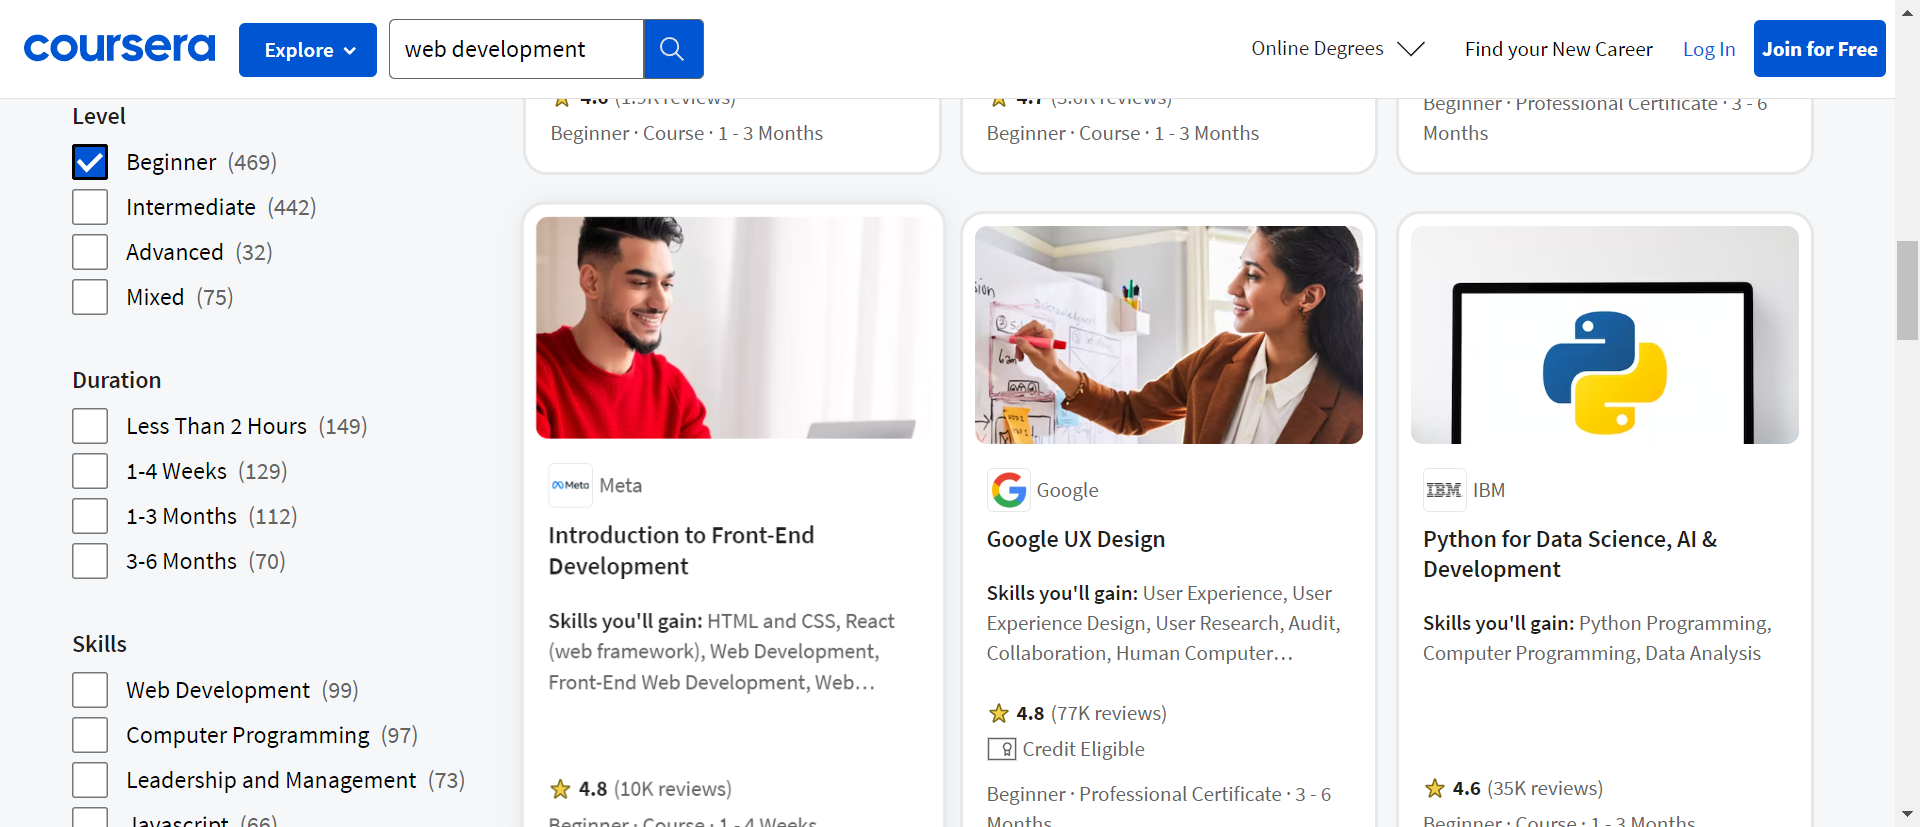 coursera
Explore
web development
Online Degrees
Find your New Career
Log In
Join for Free
Level
Beginner (469)
Intermediate (442)
Advanced (32)
Mixed (75)
Duration
Less Than 2 Hours (149)
1-4 Weeks (129)
1-3 Months (112)
3-6 Months (70)
Skills
Web Development (99)
Computer Programming (97)
Leadership and Management (73)
Javascript (66)
Beginner · Course · 1 - 3 Months
4.7 (3.6K reviews)
Beginner · Course · 1 - 3 Months
Beginner · Professional Certificate · 3 - 6
Months
Meta
Meta
Introduction to Front-End
Development
Skills you'll gain: HTML and CSS, React
(web framework), Web Development,
Front-End Web Development, Web…
4.8 (10K reviews)
Beginner · Course · 1 - 4 Weeks
Google
Google UX Design
Skills you'll gain: User Experience, User
Experience Design, User Research, Audit,
Collaboration, Human Computer…
4.8 (77K reviews)
Credit Eligible
Beginner · Professional Certificate · 3 - 6
Months
IBM
IBM
Python for Data Science, AI &
Development
Skills you'll gain: Python Programming,
Computer Programming, Data Analysis
4.6 (35K reviews)
Beginner · Course · 1 - 3 Months